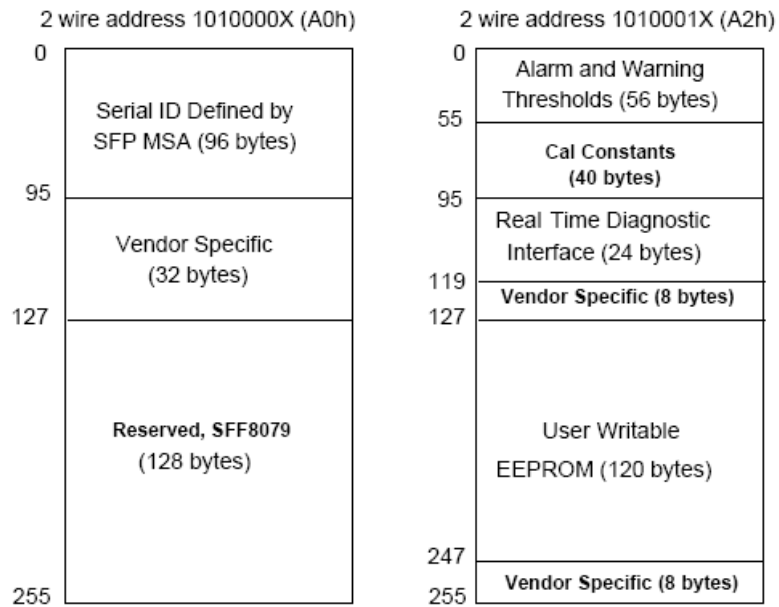 2 wire address 1010000X (A0h)
0
Serial ID Defined by
SFP MSA (96 bytes)
95
Vendor Specific
(32 bytes)
127
Reserved, SFF8079
(128 bytes)
255
2 wire address 1010001X (A2h)
0
Alarm and Warning
Thresholds (56 bytes)
55
Cal Constants
(40 bytes)
95
Real Time Diagnostic
Interface (24 bytes)
119
Vendor Specific (8 bytes)
127
User Writable
EEPROM (120 bytes)
247
Vendor Specific (8 bytes)
255